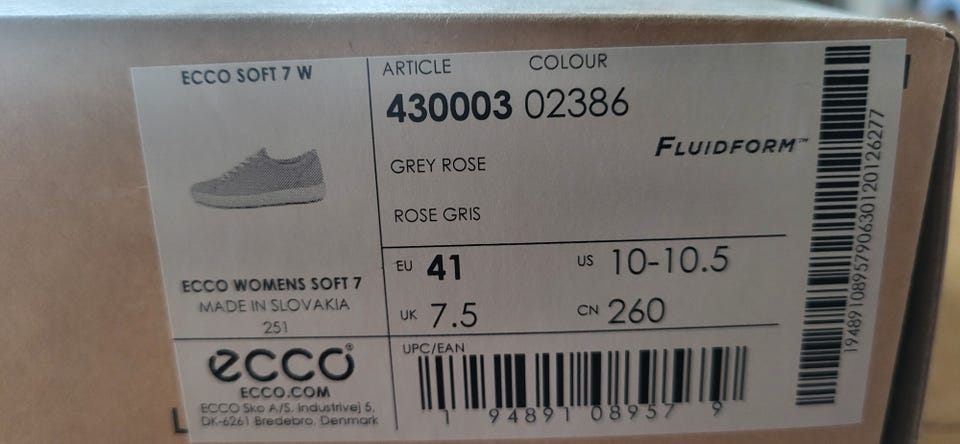 ECCO SOFT 7 W
ECCO WOMENS SOFT 7
MADE IN SLOVAKIA
251
ecco®
ECCO.COM
ECCO Sko A/S. Industrivej 5,
DK-6261 Bredebro, Denmark
ARTICLE COLOUR
430003 02386
FLUIDFORM™
GREY ROSE
ROSE GRIS
EU 41 US 10-10.5
UK 7.5 CN 260
UPC/EAN
1 94891 08957 9
194891089579063012012627​7
L